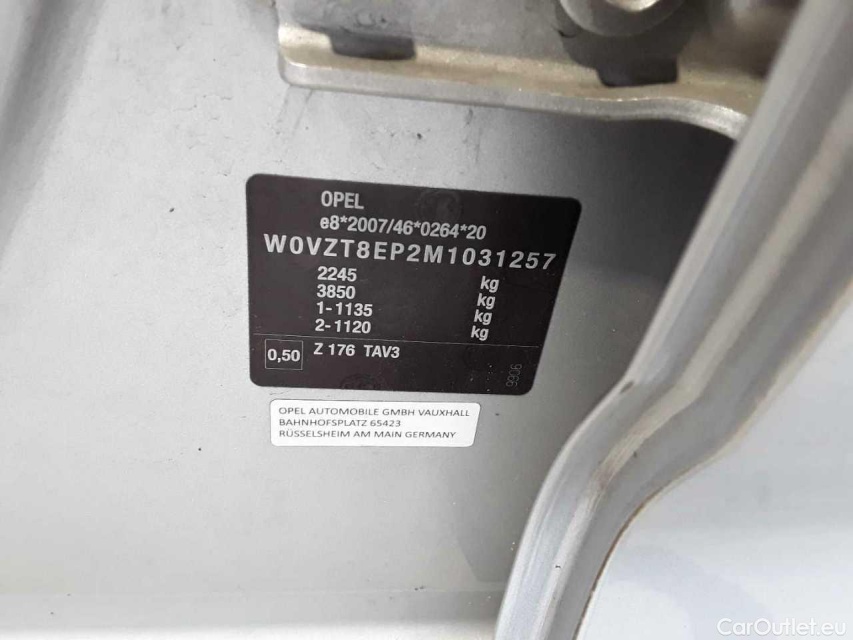 OPEL
e8*2007/46*0264*20
W0VZT8EP2M1031257
2245 kg
3850 kg
1-1135 kg
2-1120 kg
0,50 Z 176 TAV3
9906
OPEL AUTOMOBILE GMBH VAUXHALL
BAHNHOFSPLATZ 65423
RÜSSELSHEIM AM MAIN GERMANY
CarOutlet.eu